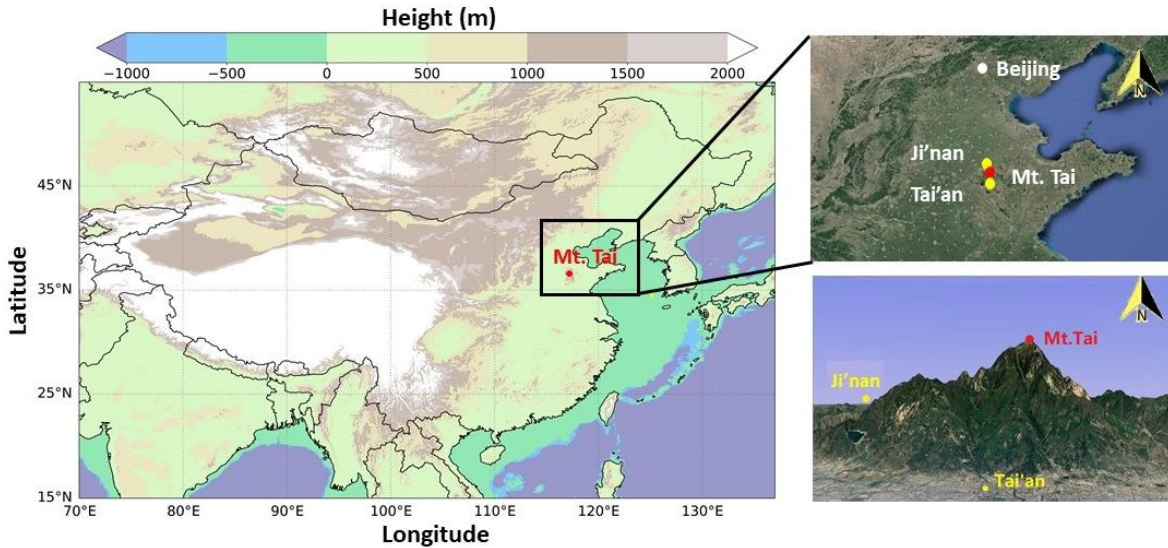 Height (m)
−1000 −500 0 500 1000 1500 2000
Latitude
45°N
35°N
25°N
15°N
70°E 80°E 90°E 100°E 110°E 120°E 130°E
Longitude
Mt. Tai
Beijing
Ji'nan
Mt. Tai
Tai'an
N
Mt.Tai
Ji'nan
Tai'an
N